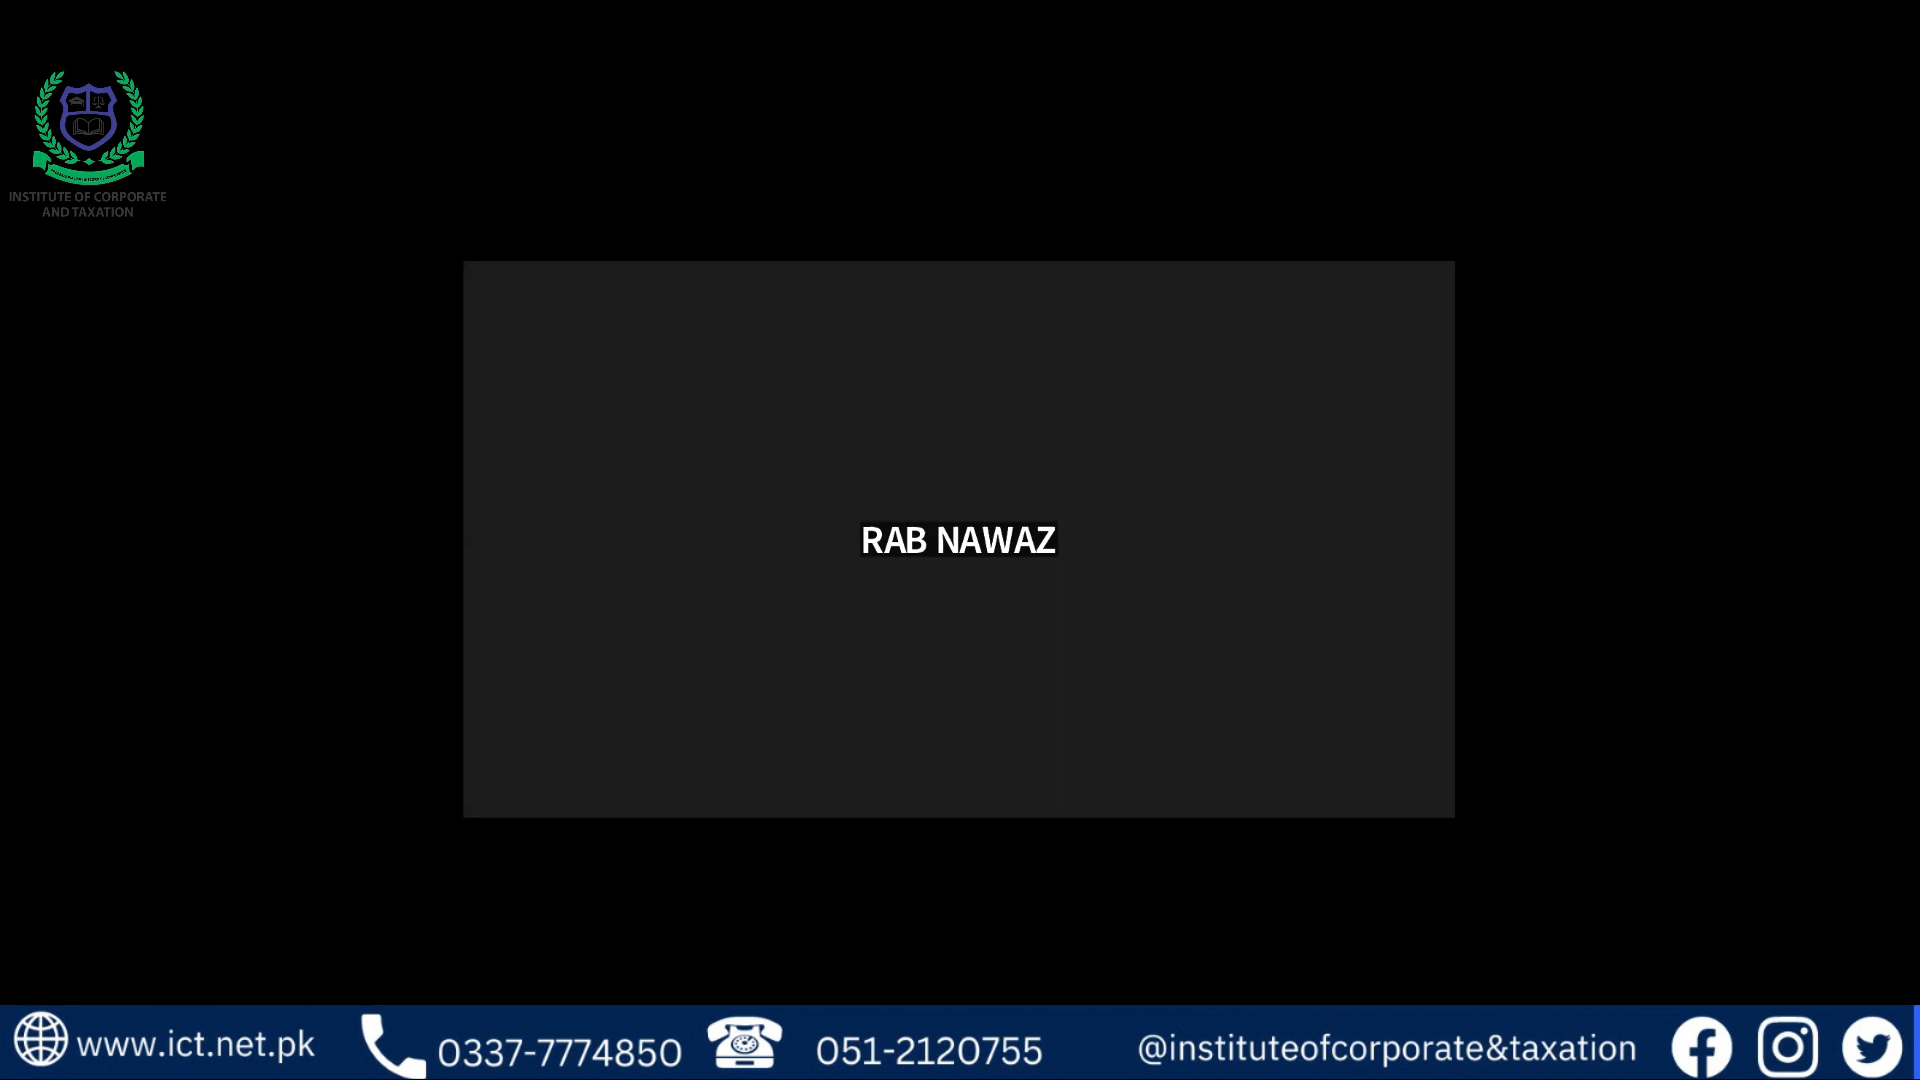 INSTITUTE OF CORPORATE
AND TAXATION
RAB NAWAZ
www.ict.net.pk
0337-7774850
051-2120755
@instituteofcorporate&taxation